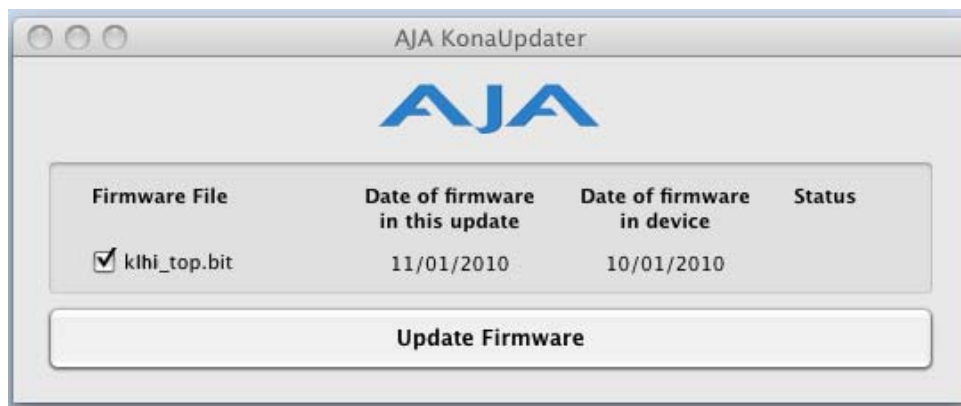 AJA KonaUpdater
AJA
Firmware File Date of firmware in this update Date of firmware in device Status
klhi_top.bit 11/01/2010 10/01/2010
Update Firmware